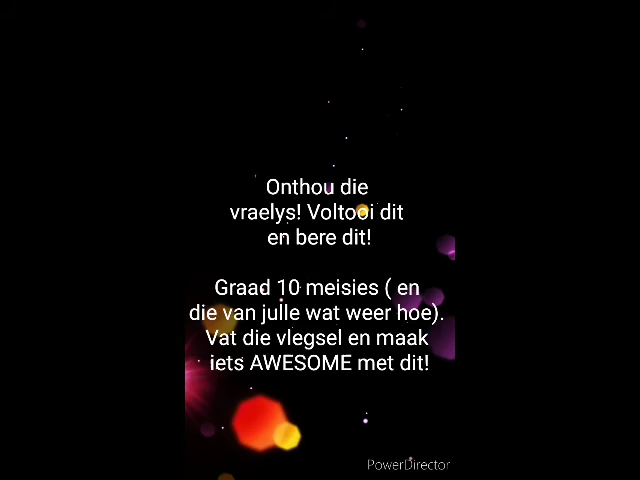 Onthou die
vraelys! Voltooi dit
en bere dit!
Graad 10 meisies ( en
die van julle wat weer hoe).
Vat die vlegsel en maak
iets AWESOME met dit!
PowerDirector